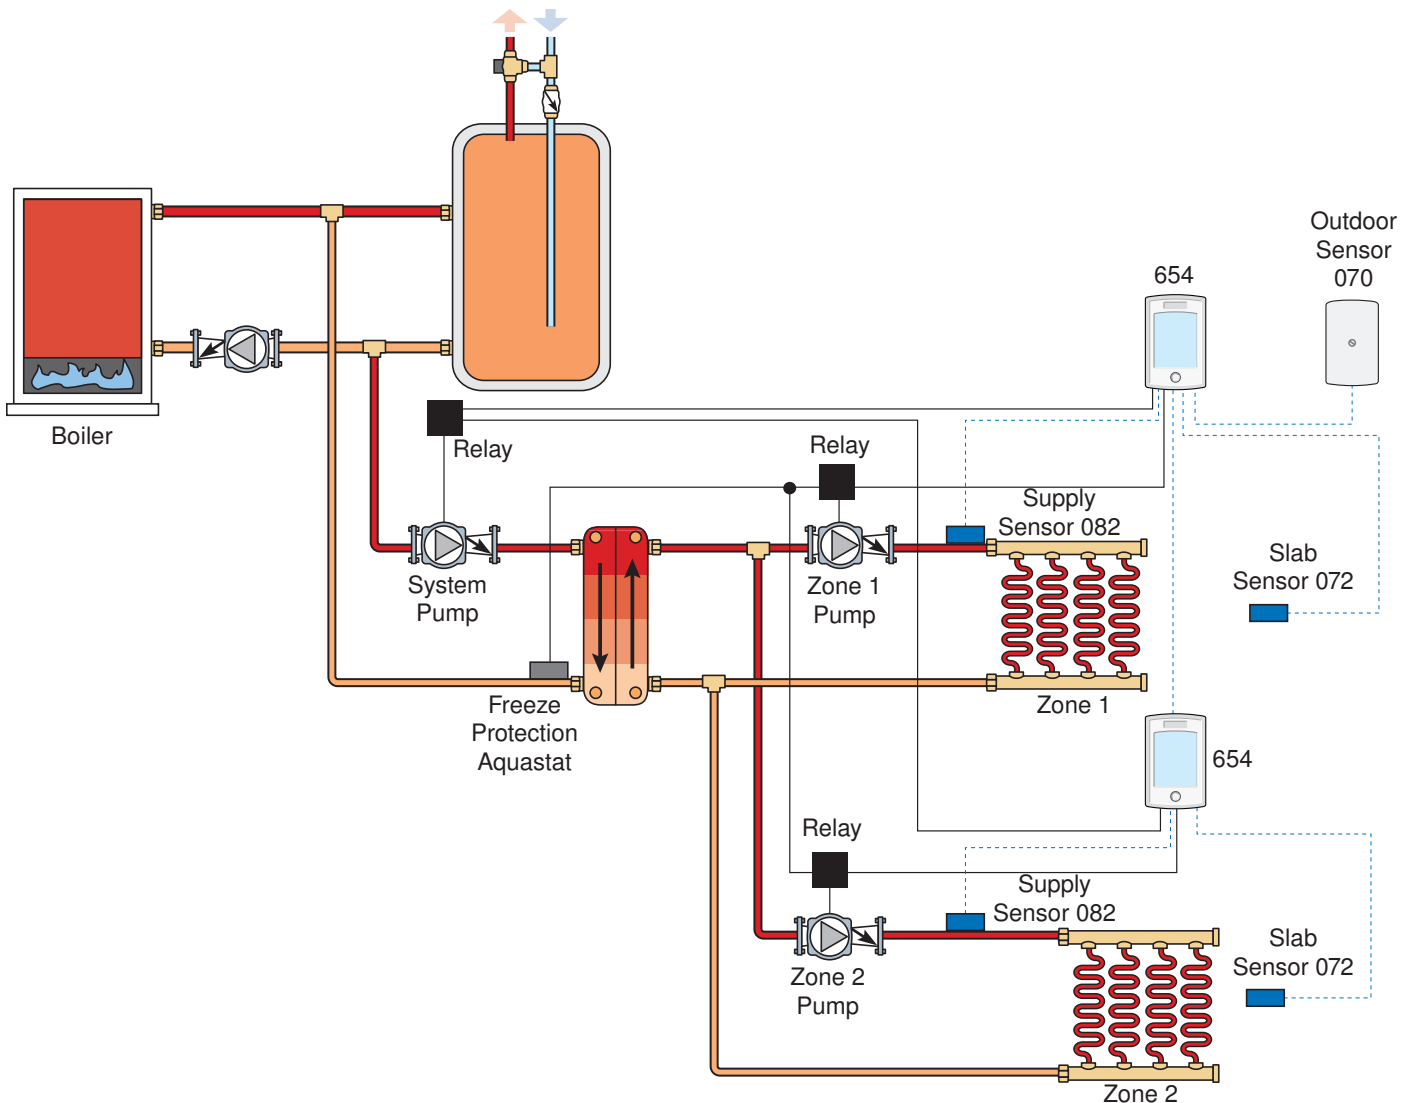 Outdoor
Sensor
070
654
Boiler
Relay
Relay
Supply
Sensor 082
Slab
Sensor 072
System
Pump
Zone 1
Pump
Freeze
Protection
Aquastat
Zone 1
654
Relay
Supply
Sensor 082
Slab
Sensor 072
Zone 2
Pump
Zone 2